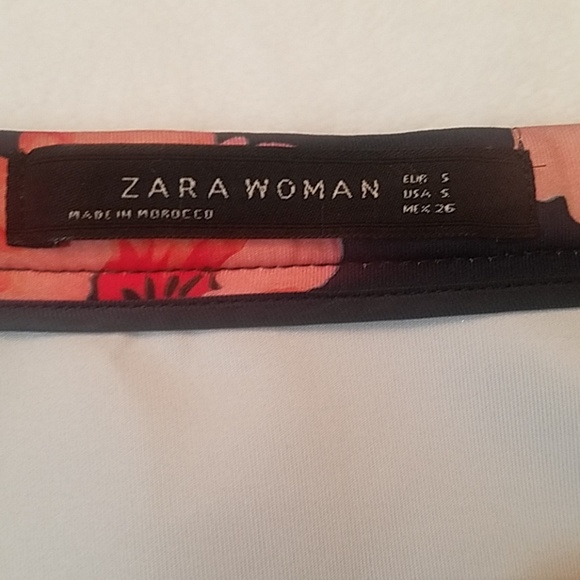 ZARA WOMAN
MADE IN MOROCCO
EUR S
USA S
MEX 26